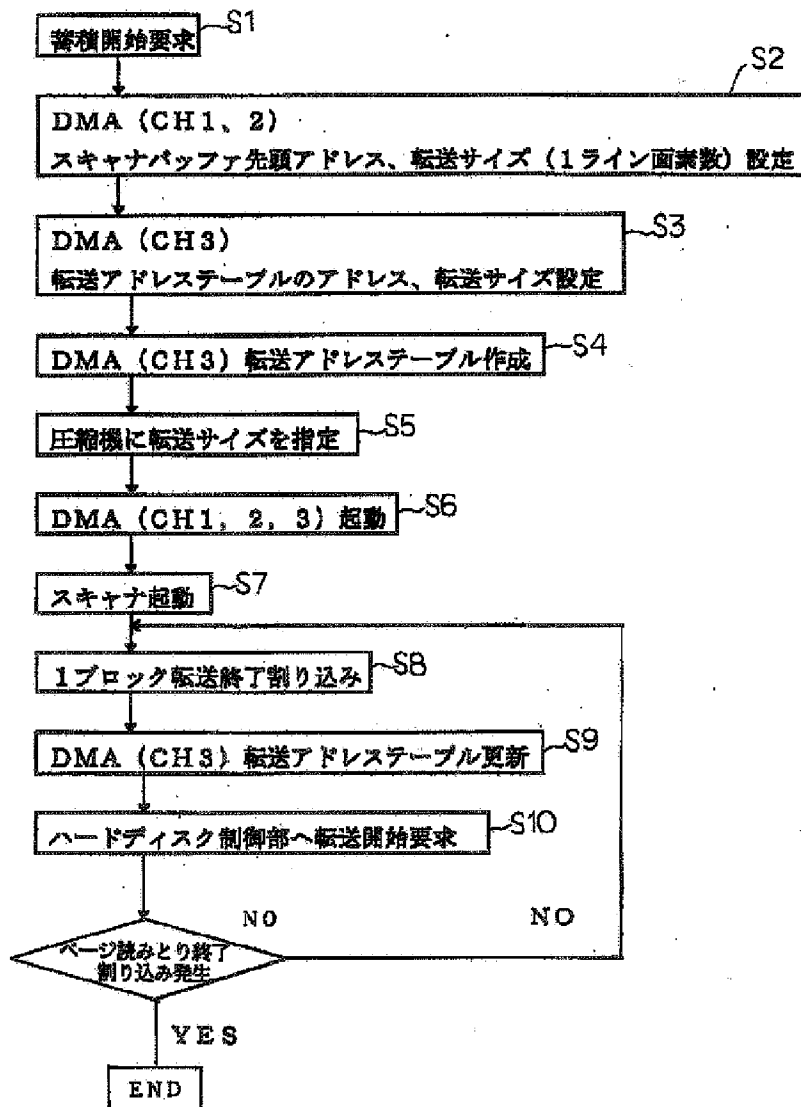 蓄積開始要求
S1
S2
DMA (CH1、2)
スキャナバッファ先頭アドレス、転送サイズ (1ライン画素数) 設定
S3
DMA (CH3)
転送アドレステーブルのアドレス、転送サイズ設定
DMA (CH3) 転送アドレステーブル作成
S4
圧縮機に転送サイズを指定
S5
DMA (CH1, 2, 3) 起動
S6
スキャナ起動
S7
1ブロック転送終了割り込み
S8
DMA (CH3) 転送アドレステーブル更新
S9
ハードディスク制御部へ転送開始要求
S10
NO
NO
ページ読みとり終了
割り込み発生
YES
END